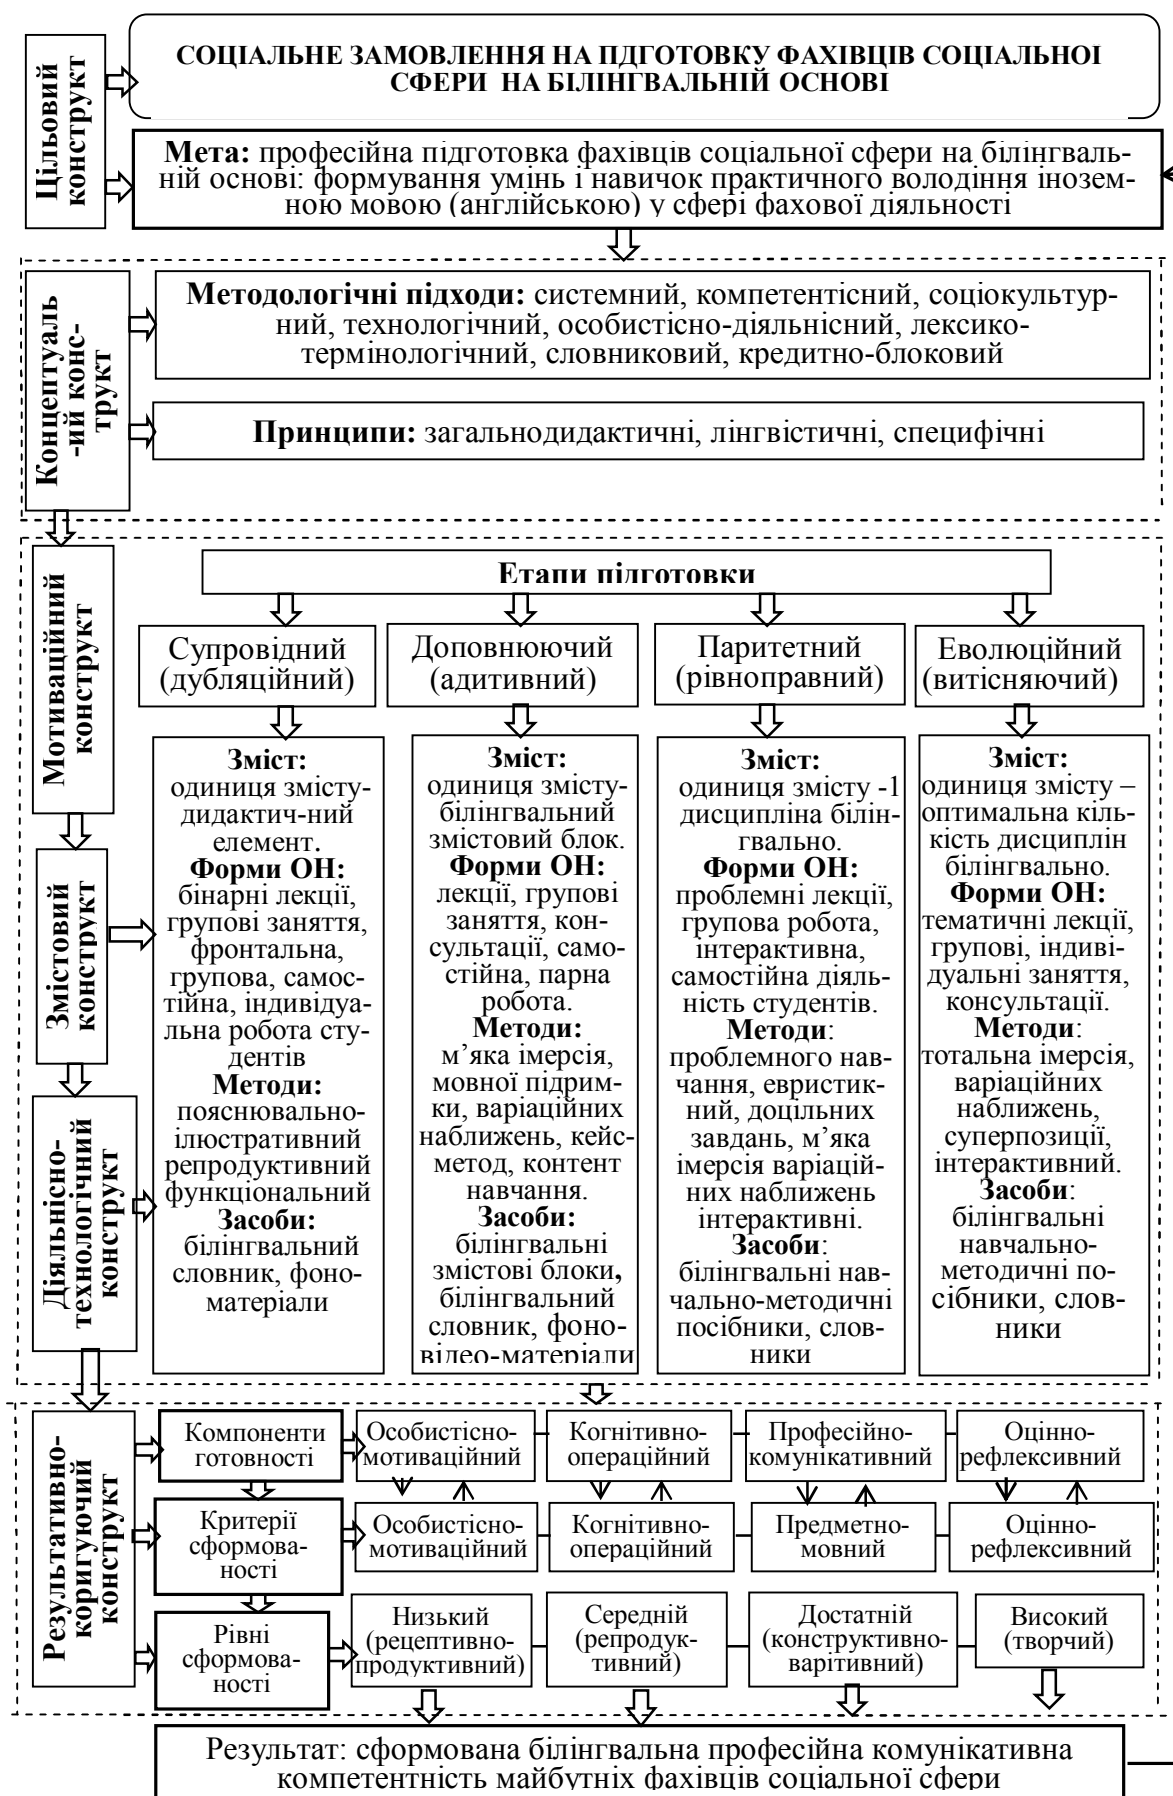 Цільовий
конструкт
СОЦІАЛЬНЕ ЗАМОВЛЕННЯ НА ПДГОТОВКУ ФАХІВЦІВ СОЦІАЛЬНОІ
СФЕРИ НА БІЛІНГВАЛЬНІЙ ОСНОВІ
Мета: професійна підготовка фахівців соціальної сфери на білінгваль-
ній основі: формування умінь і навичок практичного володіння інозем-
ною мовою (англійською) у сфері фахової діяльності
Концептуаль
-ий конс-
трукт
Методологічні підходи: системний, компетентісний, соціокультур-
ний, технологічний, особистісно-діяльнісний, лексико-
термінологічний, словниковий, кредитно-блоковий
Принципи: загальнодидактичні, лінгвістичні, специфічні
Мотиваційний
конструкт
Змістовий
конструкт
Діяльнісно-
технологічний
конструкт
Етапи підготовки
Супровідний
(дубляційний)
Зміст:
одиниця змісту-
дидактич-ний
елемент.
Форми ОН:
бінарні лекції,
групові заняття,
фронтальна,
групова, самос-
тійна, індивідуа-
льна робота сту-
дентів
Методи:
пояснювально-
ілюстративний
репродуктивний
функціональний
Засоби:
білінгвальний
словник, фоно-
матеріали
Доповнюючий
(адитивний)
Зміст:
одиниця змісту-
білінгвальний
змістовий блок.
Форми ОН:
лекції, групові
заняття, кон-
сультації, само-
стійна, парна
робота.
Методи:
м’яка імерсія,
мовної підрим-
ки, варіаційних
наближень, кейс-
метод, контент
навчання.
Засоби:
білінгвальні
змістові блоки,
білінгвальний
словник, фоно-
відео-матеріали
Паритетний
(рівноправний)
Зміст:
одиниця змісту -1
дисципліна білін-
гвально.
Форми ОН:
проблемні лекції,
групова робота,
інтерактивна,
самостійна діяль-
ність студентів.
Методи:
проблемного нав-
чання, евристик-
ний, доцільних
завдань, м’яка
імерсія варіацій-
них наближень
інтерактивні.
Засоби:
білінгвальні нав-
чально-методичні
посібники, слов-
ники
Еволюційний
(витісняючий)
Зміст:
одиниця змісту –
оптимальна кіль-
кість дисциплін
білінгвально.
Форми ОН:
тематичні лекції,
групові, індиві-
дуальні заняття,
консультації.
Методи:
тотальна імерсія,
варіаційних
наближень,
суперпозиції,
інтерактивний.
Засоби:
білінгвальні
навчально-
методичні по-
сібники, слов-
ники
Результативно-
коригуючий
конструкт
Компоненти
готовності
Особистісно-
мотиваційний
Когнітивно-
операційний
Професійно-
комунікативний
Оцінно-
рефлексивний
Критерії
сформова-
ності
Особистісно-
мотиваційний
Когнітивно-
операційний
Предметно-
мовний
Оцінно-
рефлексивний
Рівні
сформова-
ності
Низький
(рецептивно-
продуктивний)
Середній
(репродук-
тивний)
Достатній
(конструктивно-
варітивний)
Високий
(творчий)
Результат: сформована білінгвальна професійна комунікативна
компетентність майбутніх фахівців соціальної сфери